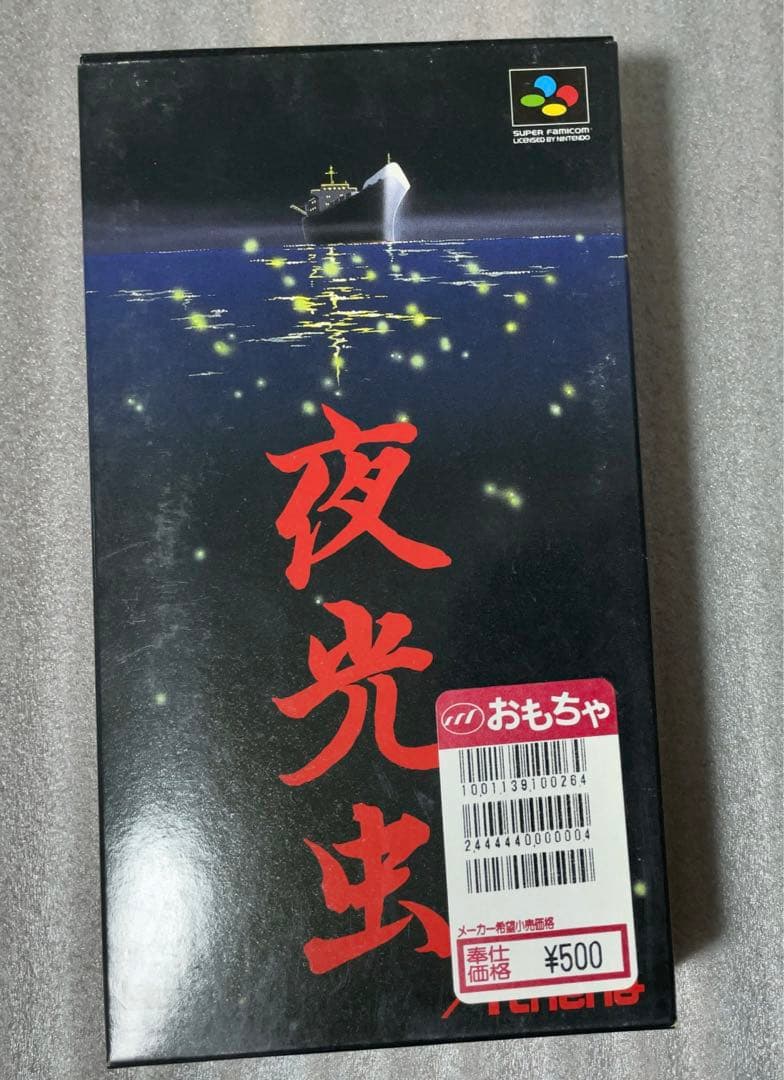 SUPER FAMICOM
LICENSED BY NINTENDO
夜光虫
おもちゃ
1001139100264
2444440000004
メーカー希望小売価格
奉仕価格 ¥500